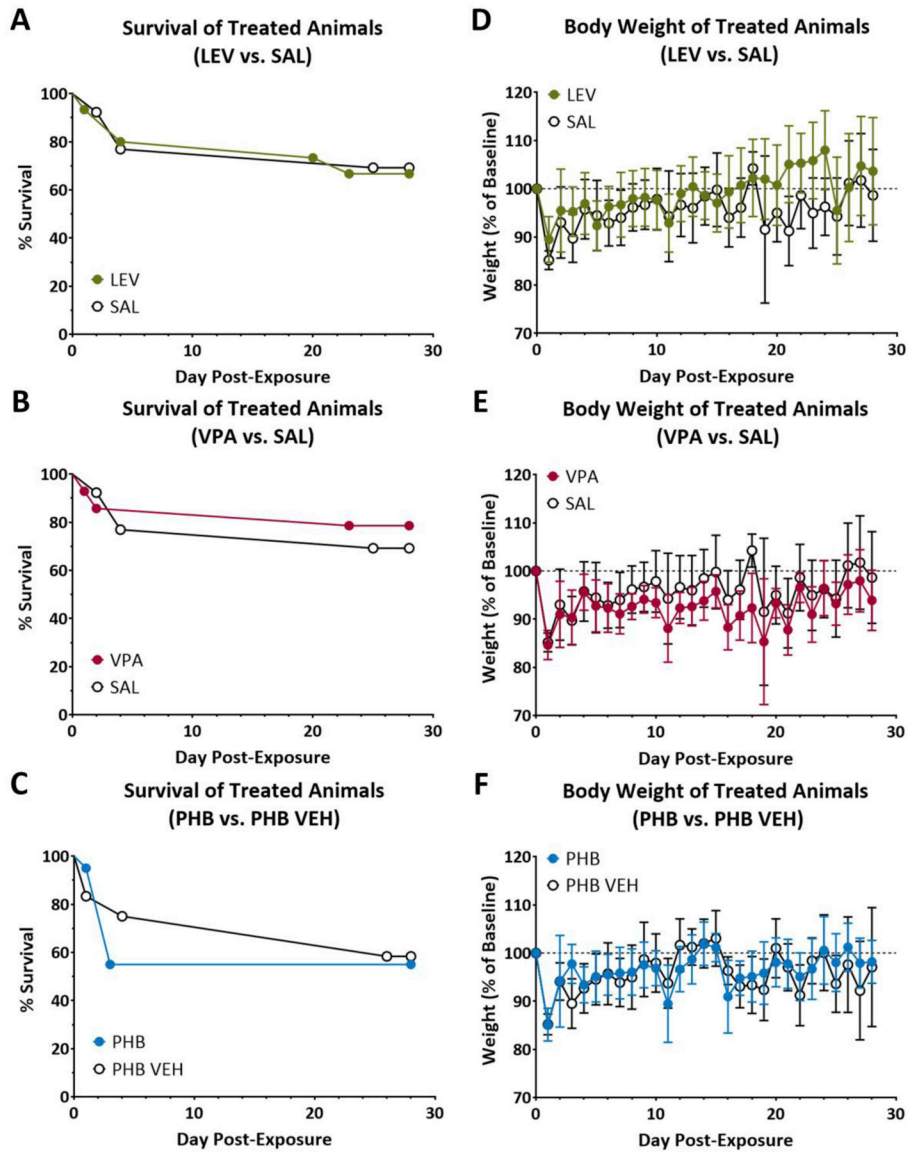 A
Survival of Treated Animals
(LEV vs. SAL)
100
80
60
40
20
0
% Survival
LEV
SAL
0
10
20
30
Day Post-Exposure
D
Body Weight of Treated Animals
(LEV vs. SAL)
120
110
100
90
80
70
Weight (% of Baseline)
LEV
SAL
0
10
20
30
Day Post-Exposure
B
Survival of Treated Animals
(VPA vs. SAL)
100
80
60
40
20
0
% Survival
VPA
SAL
0
10
20
30
Day Post-Exposure
E
Body Weight of Treated Animals
(VPA vs. SAL)
120
110
100
90
80
70
Weight (% of Baseline)
VPA
SAL
0
10
20
30
Day Post-Exposure
C
Survival of Treated Animals
(PHB vs. PHB VEH)
100
80
60
40
20
0
% Survival
PHB
PHB VEH
0
10
20
30
Day Post-Exposure
F
Body Weight of Treated Animals
(PHB vs. PHB VEH)
120
110
100
90
80
70
Weight (% of Baseline)
PHB
PHB VEH
0
10
20
30
Day Post-Exposure